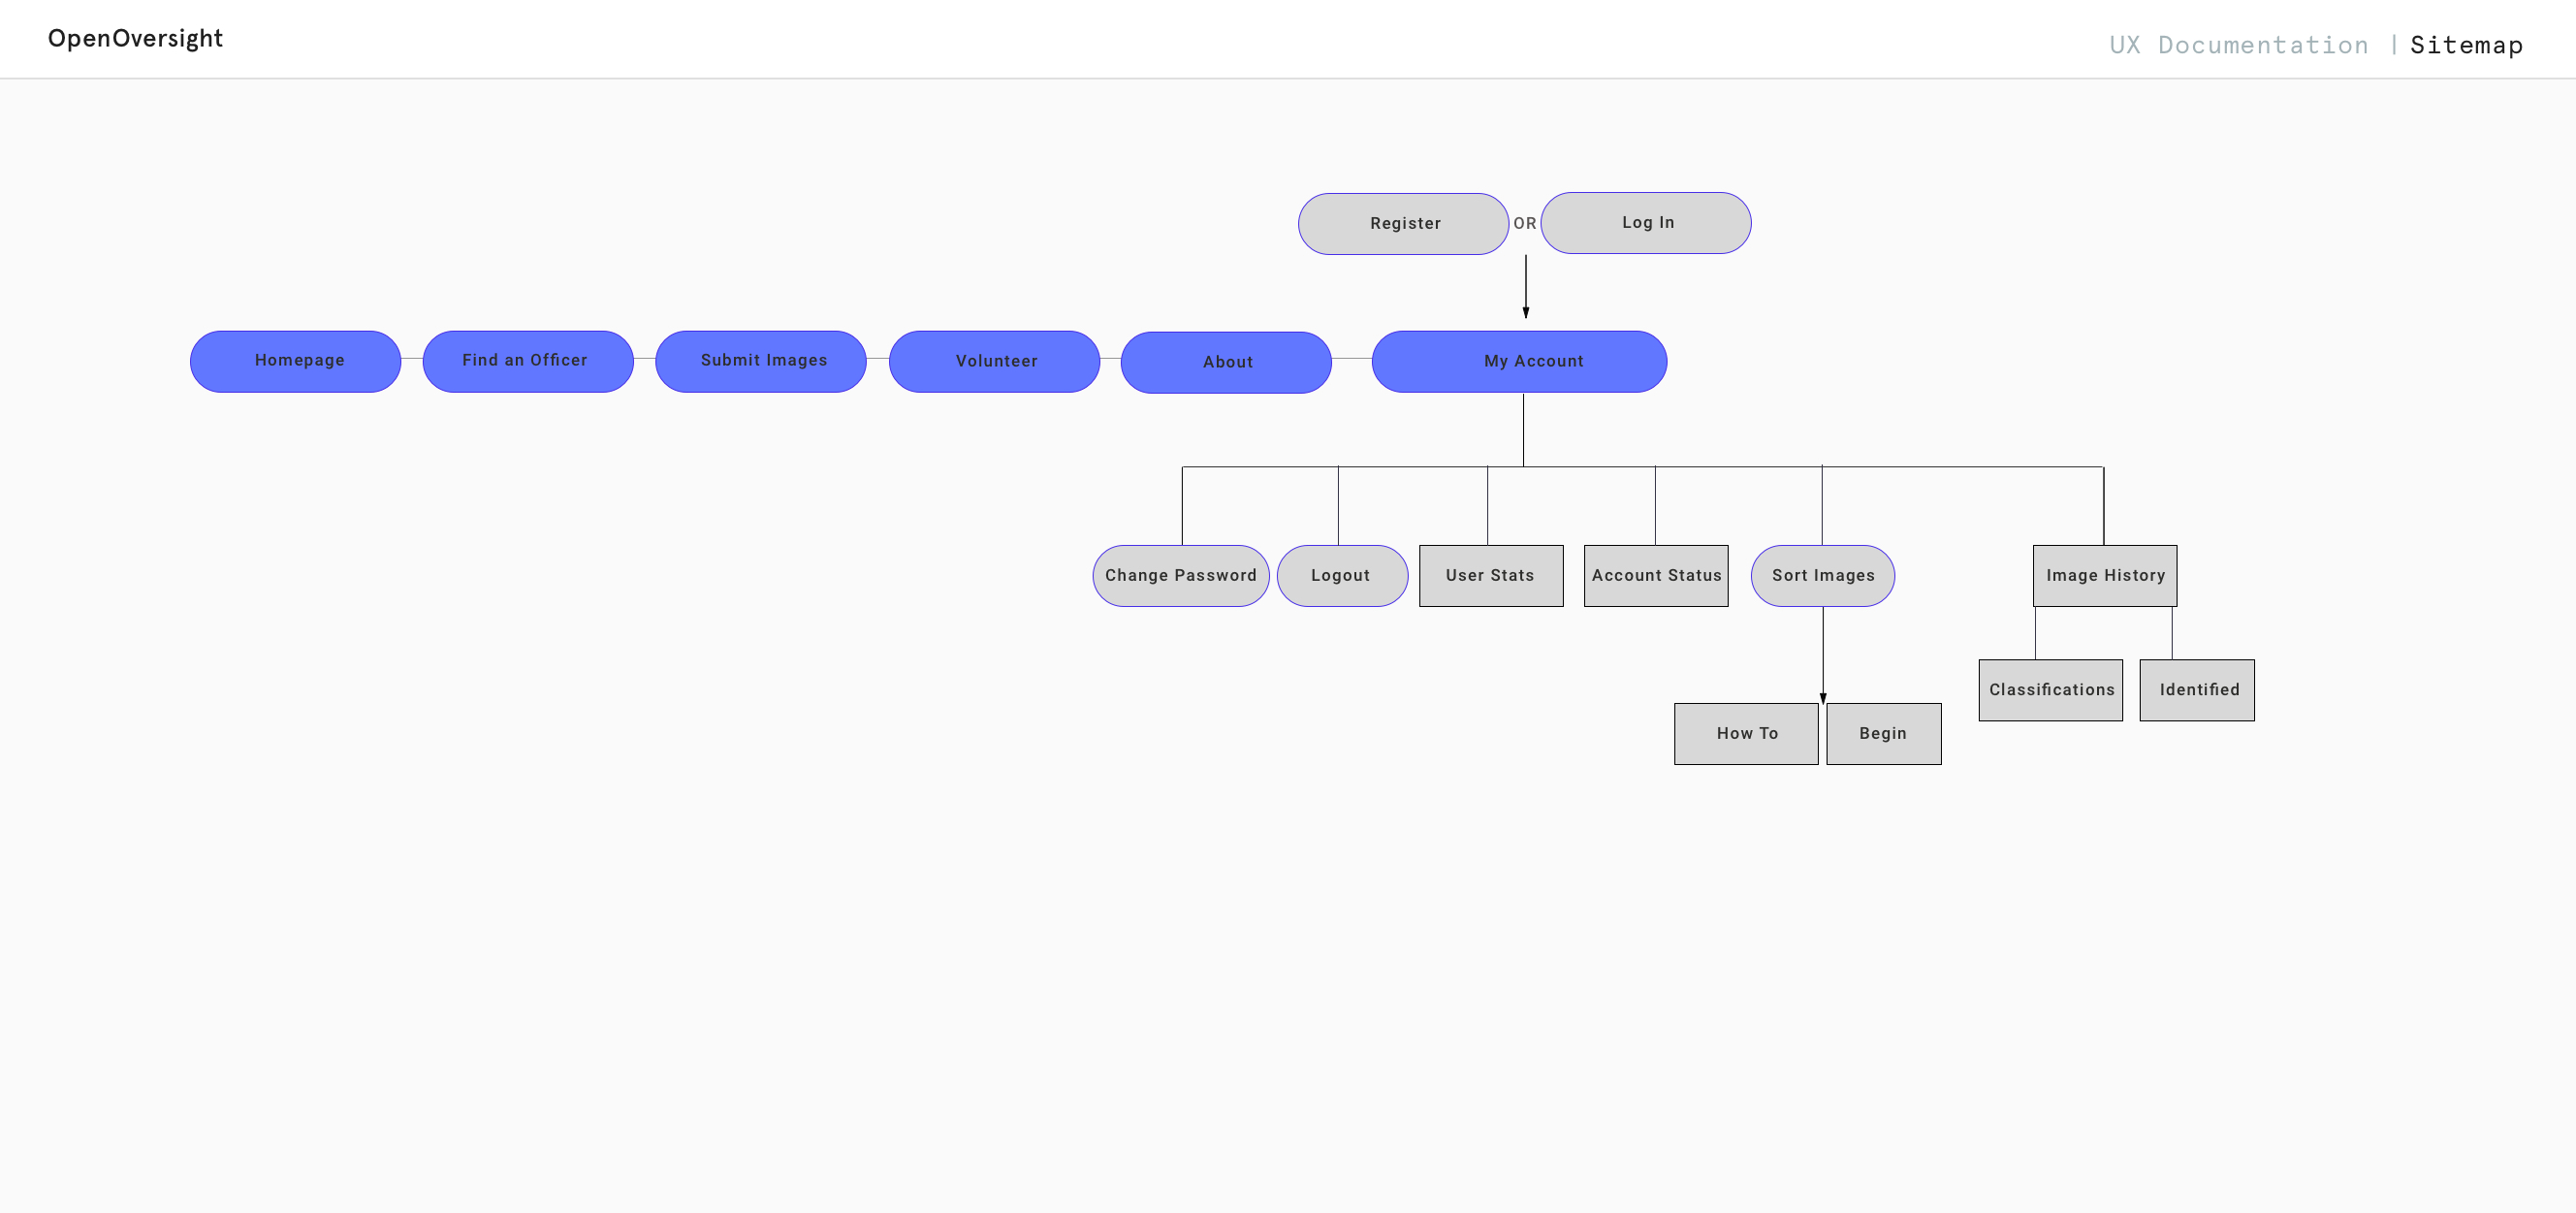 OpenOversight
UX Documentation | Sitemap
Register OR Log In
Homepage
Find an Officer
Submit Images
Volunteer
About
My Account
Change Password
Logout
User Stats
Account Status
Sort Images
Image History
Classifications
Identified
How To
Begin